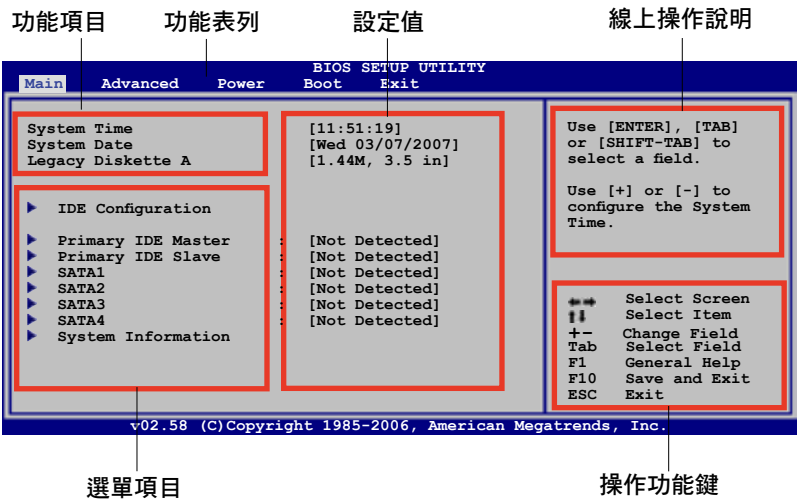 功能項目 功能表列 設定值 線上操作說明
BIOS SETUP UTILITY
Main Advanced Power Boot Exit
System Time [11:51:19]
System Date [Wed 03/07/2007]
Legacy Diskette A [1.44M, 3.5 in]
IDE Configuration
Primary IDE Master : [Not Detected]
Primary IDE Slave : [Not Detected]
SATA1 : [Not Detected]
SATA2 : [Not Detected]
SATA3 : [Not Detected]
SATA4 : [Not Detected]
System Information
Use [ENTER], [TAB]
or [SHIFT-TAB] to
select a field.
Use [+] or [-] to
configure the System
Time.
←→ Select Screen
↑↓ Select Item
+- Change Field
Tab Select Field
F1 General Help
F10 Save and Exit
ESC Exit
v02.58 (C)Copyright 1985-2006, American Megatrends, Inc.
選單項目 操作功能鍵